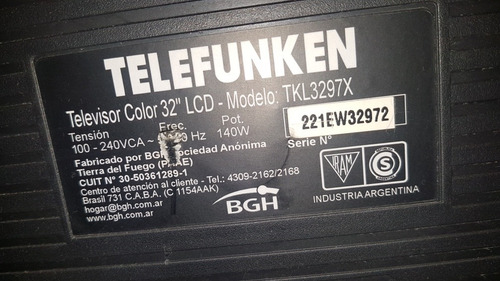 TELEFUNKEN
Televisor Color 32" LCD - Modelo: TKL3297X
Tensión Frec. Pot.
100 - 240VCA ~ Hz 140W
221EW32972
Serie N°
Fabricado por BGH Sociedad Anónima
Tierra del Fuego
CUIT N° 30-50361289-1
Centro de atención al cliente - Tel.: 4309-2162/2168
Brasil 731 C.A.B.A. (C 1154AAK)
hogar@bgh.com.ar
www.bgh.com.ar
BGH
IRAM
S
INDUSTRIA ARGENTINA